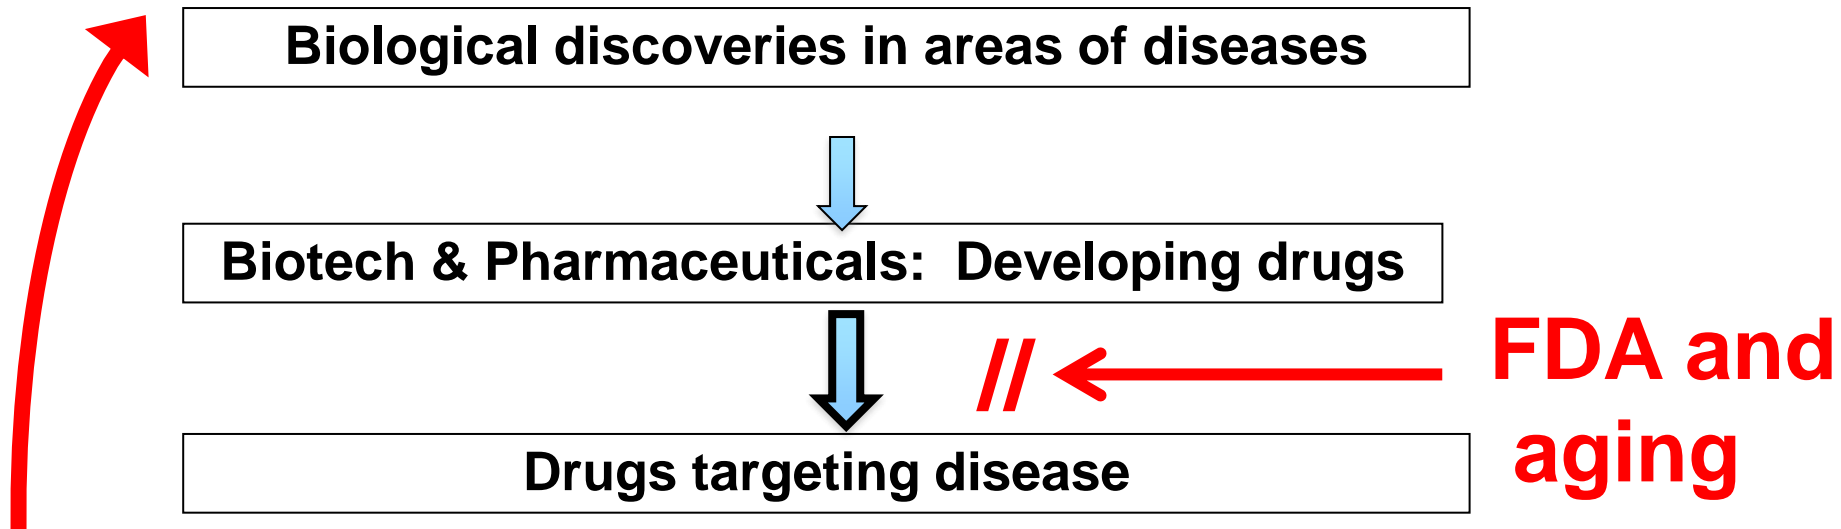 Biological discoveries in areas of diseases
Biotech & Pharmaceuticals:  Developing drugs
//
FDA and
aging
Drugs targeting disease